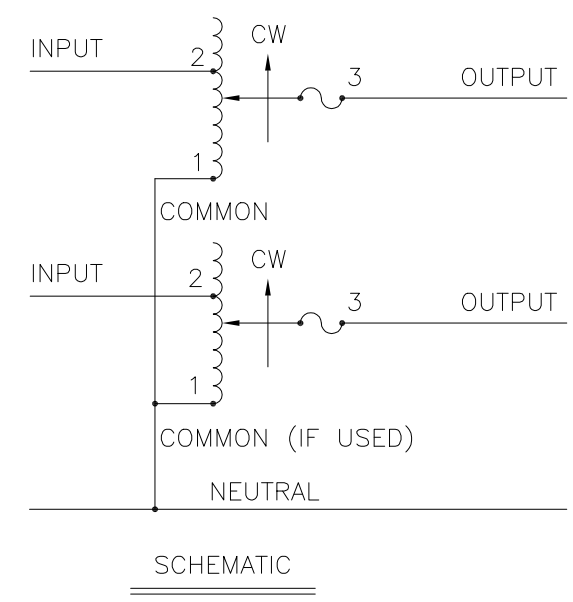 INPUT
2
CW
3
OUTPUT
1
COMMON
INPUT
2
CW
3
OUTPUT
1
COMMON (IF USED)
NEUTRAL
SCHEMATIC